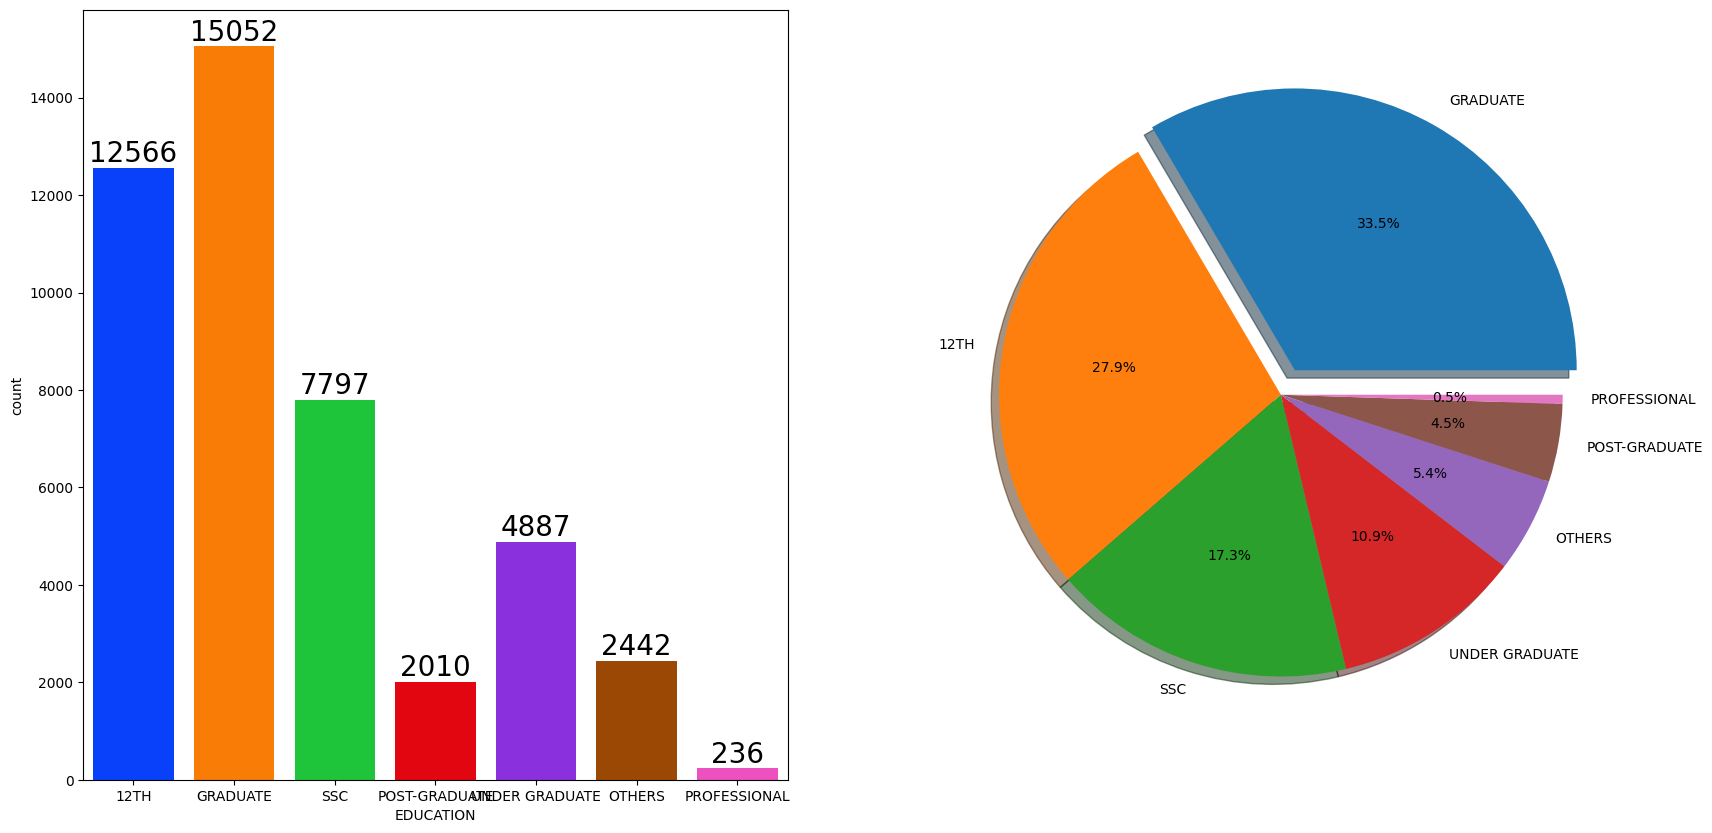 15052
14000
12566
12000
10000
7797
8000
count
6000
4887
4000
2442
2010
2000
236
0
12TH
GRADUATE
SSC
POST-GRADUATE
UNDER GRADUATE
OTHERS
PROFESSIONAL
EDUCATION
GRADUATE
33.5%
12TH
27.9%
0.5%
PROFESSIONAL
4.5%
POST-GRADUATE
5.4%
OTHERS
10.9%
17.3%
UNDER GRADUATE
SSC